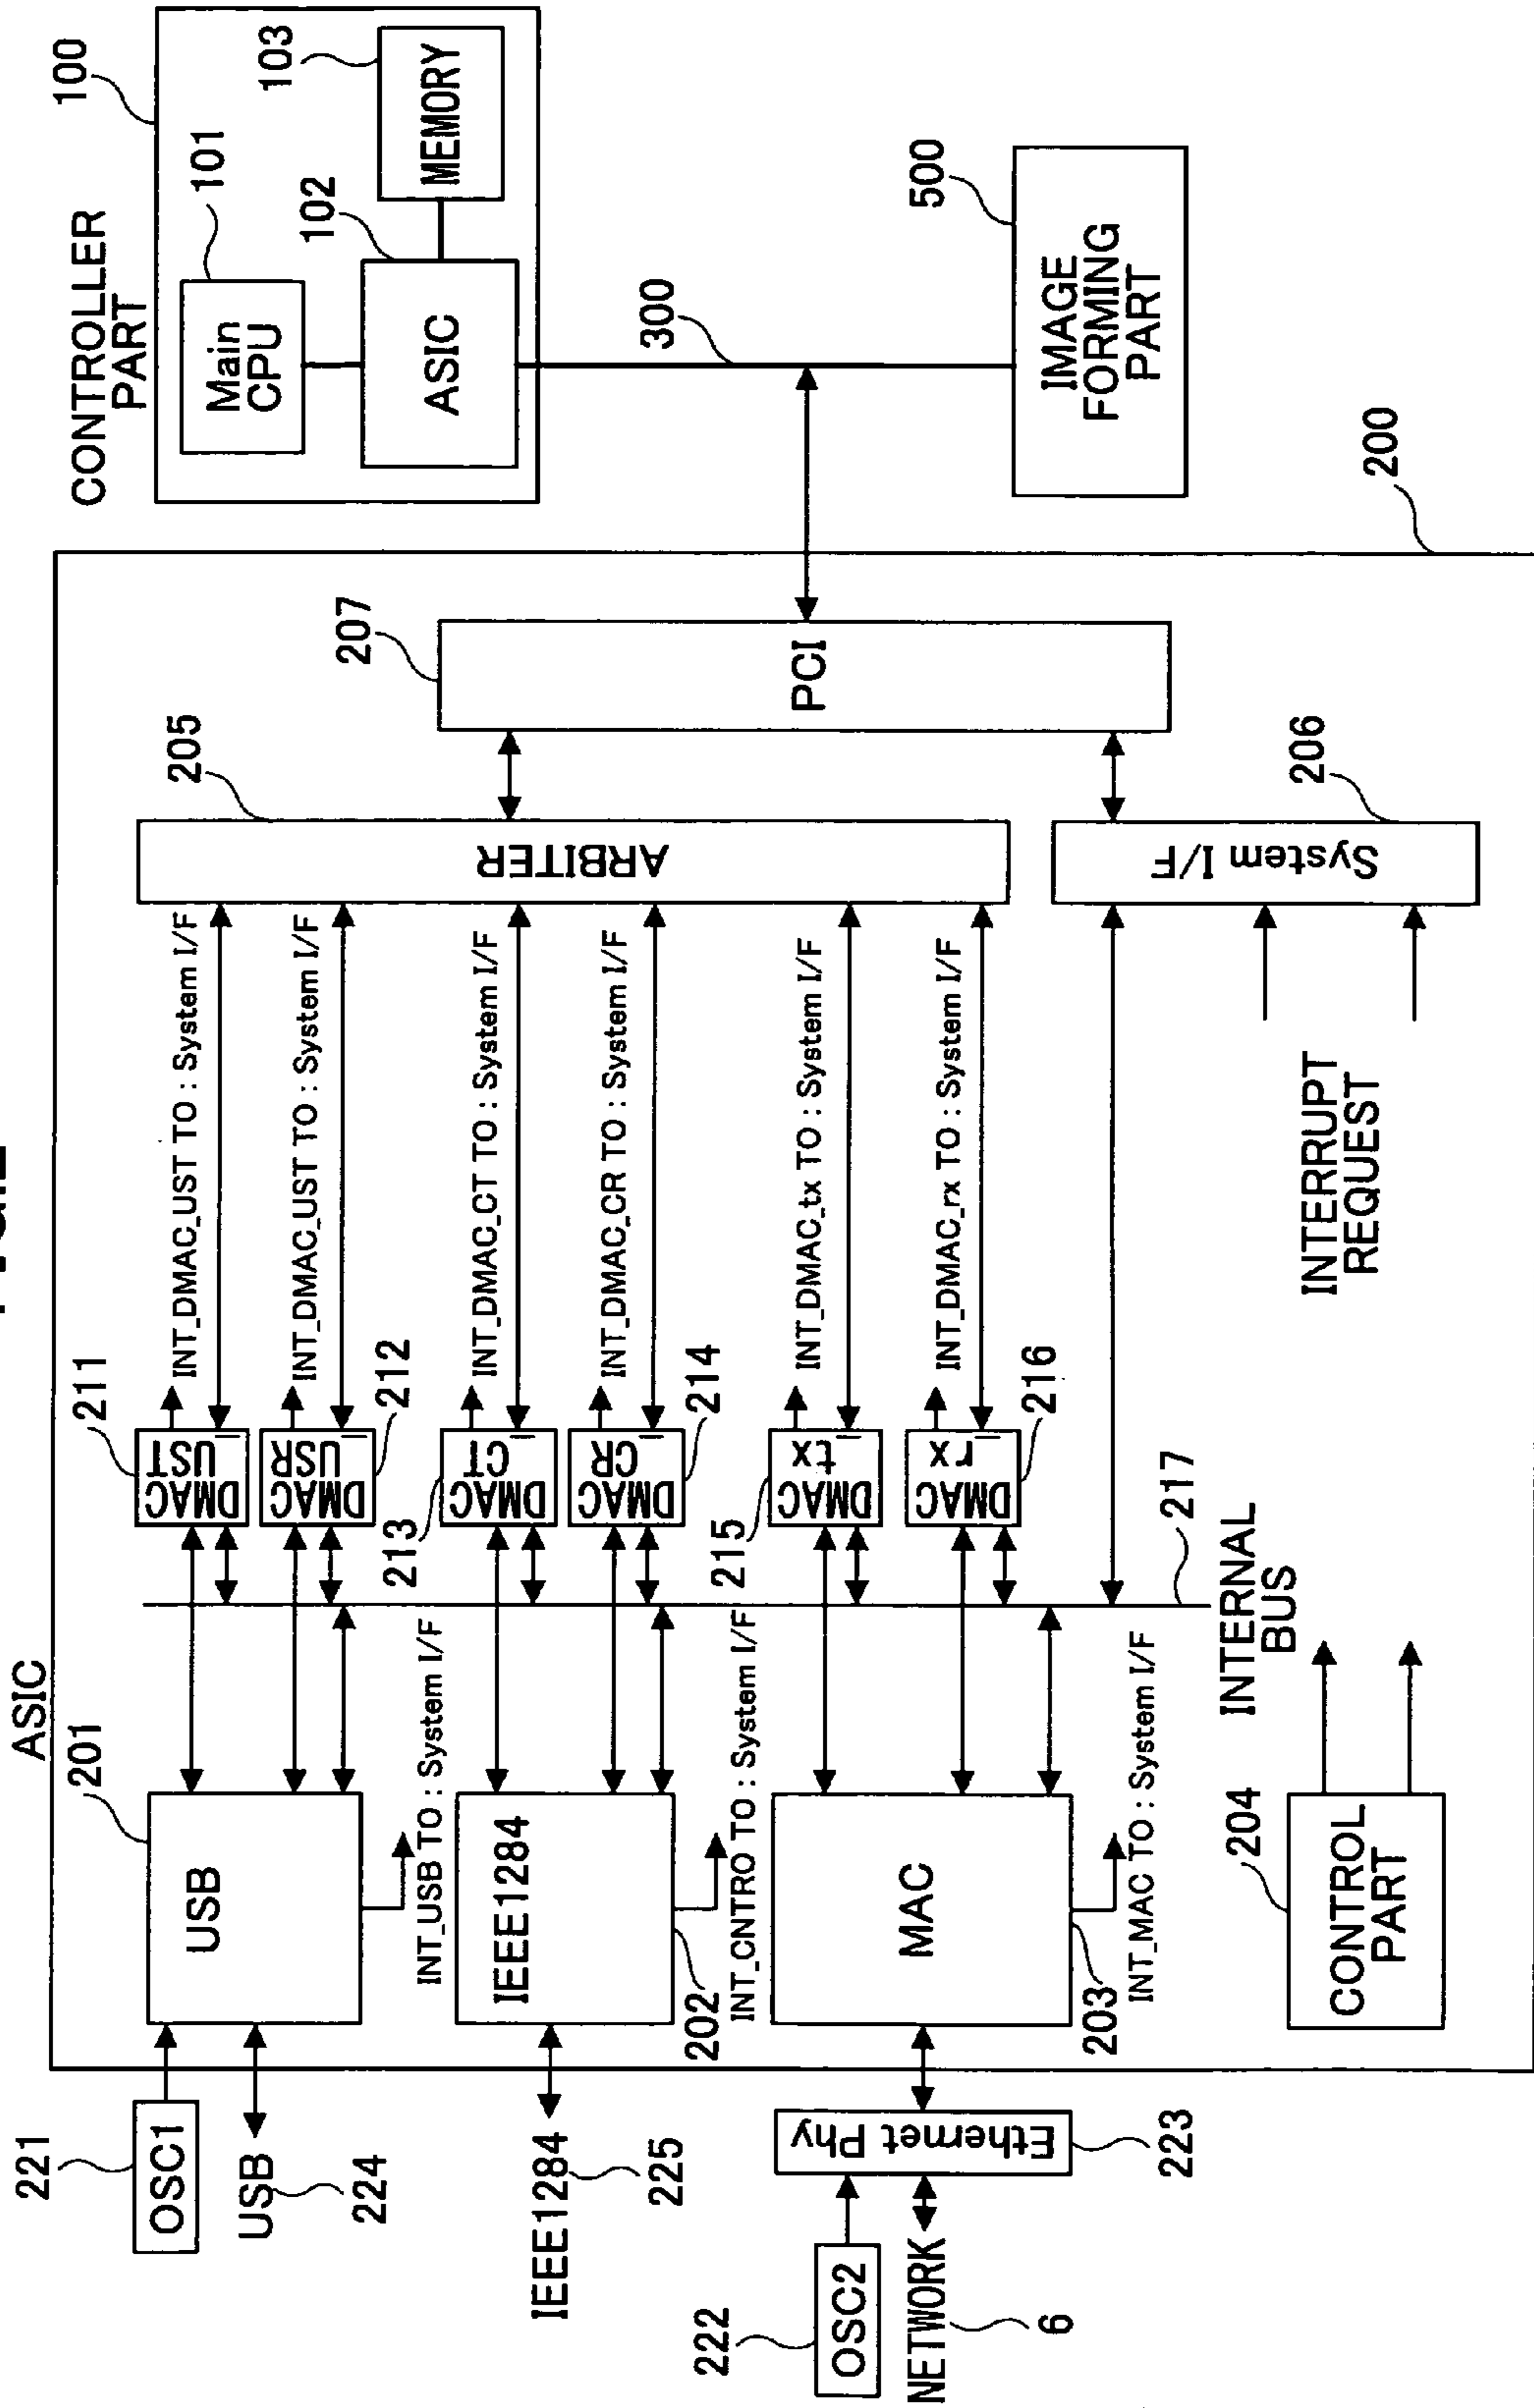 ASIC
221
OSC1
USB
224
IEEE1284
225
222
OSC2
NETWORK
6
Ethernet Phy
223
201
USB
INT_USB TO : System I/F
IEEE1284
202
INT_CNTRO TO : System I/F
MAC
203
INT_MAC TO : System I/F
204
CONTROL
PART
INTERNAL
BUS
217
211
DMAC
_UST
INT_DMAC_UST TO : System I/F
DMAC
_USR
212
INT_DMAC_UST TO : System I/F
213
DMAC
_CT
INT_DMAC_CT TO : System I/F
DMAC
_CR
214
INT_DMAC_CR TO : System I/F
215
DMAC
_tx
INT_DMAC_tx TO : System I/F
DMAC
_rx
216
INT_DMAC_rx TO : System I/F
INTERRUPT
REQUEST
205
ARBITER
206
System I/F
207
PCI
200
CONTROLLER
PART
100
101
Main
CPU
102
ASIC
103
MEMORY
300
500
IMAGE
FORMING
PART